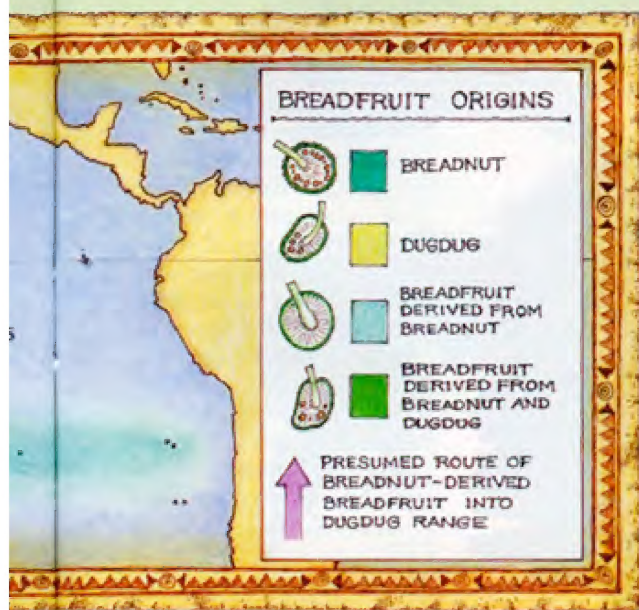 BREADFRUIT ORIGINS
BREADNUT
DUGDUG
BREADFRUIT
DERIVED FROM
BREADNUT
BREADFRUIT
DERIVED FROM
BREADNUT AND
DUGDUG
PRESUMED ROUTE OF
BREADNUT-DERIVED
BREADFRUIT INTO
DUGDUG RANGE